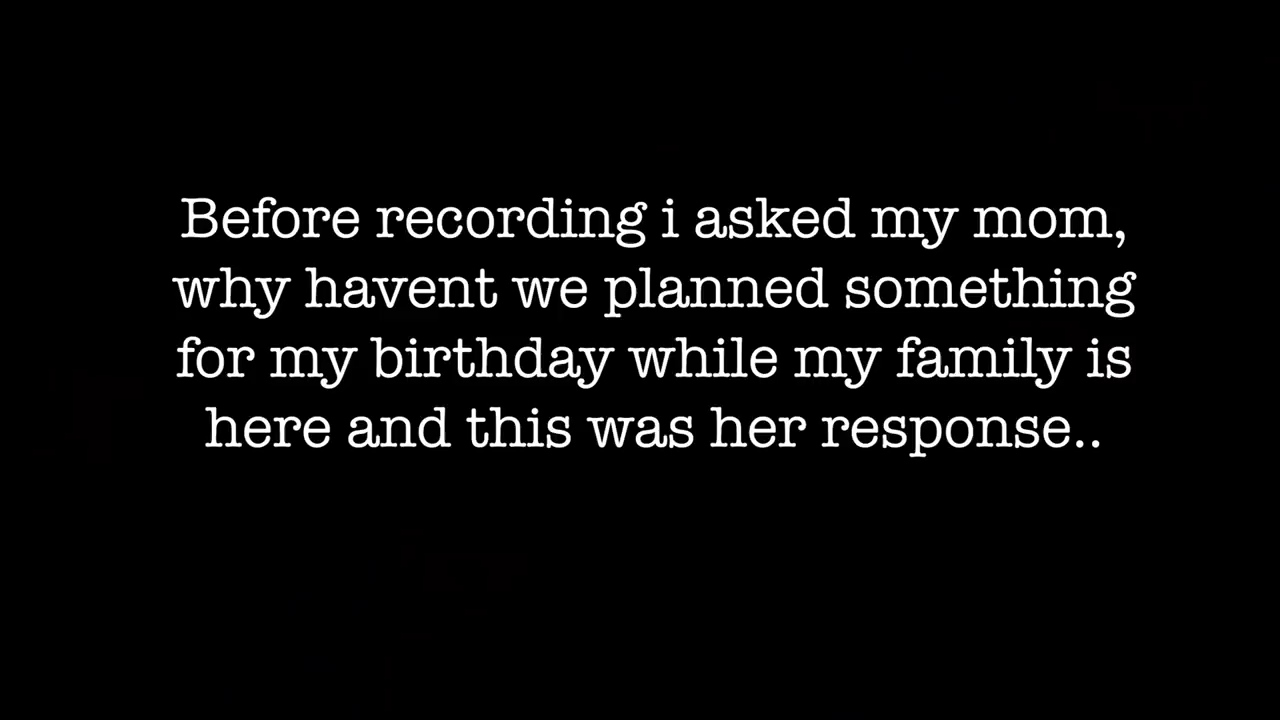 Before recording i asked my mom,
why havent we planned something
for my birthday while my family is
here and this was her response..